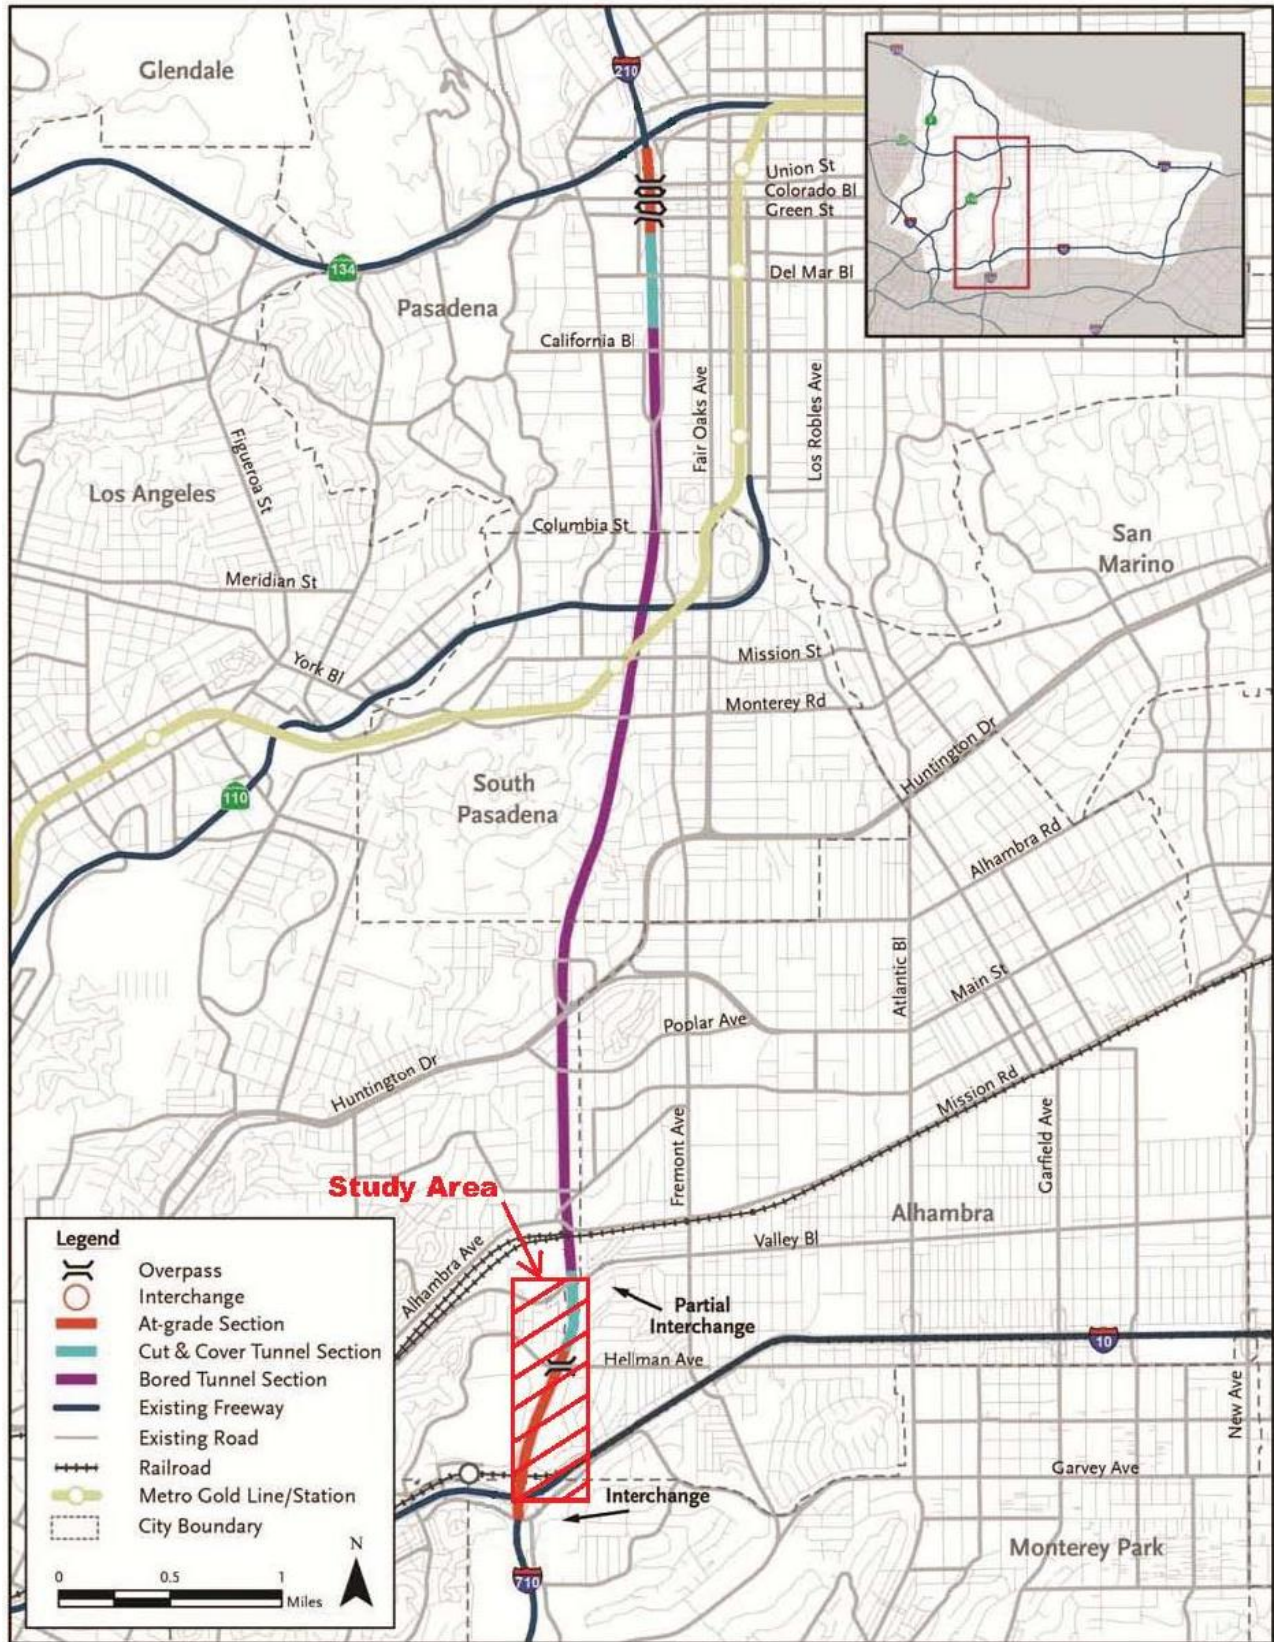 Glendale
210
Union St
Colorado Bl
Green St
134
Del Mar Bl
Pasadena
California Bl
Fair Oaks Ave
Los Robles Ave
Figueroa St
Los Angeles
Columbia St
San
Marino
Meridian St
York Bl
Mission St
Monterey Rd
Huntington Dr
110
South
Pasadena
Alhambra Rd
Atlantic Bl
Main St
Poplar Ave
Huntington Dr
Mission Rd
Fremont Ave
Garfield Ave
Study Area
Alhambra
Valley Bl
Alhambra Ave
Partial
Interchange
10
Hellman Ave
New Ave
Garvey Ave
Interchange
Monterey Park
710
Legend
Overpass
Interchange
At-grade Section
Cut & Cover Tunnel Section
Bored Tunnel Section
Existing Freeway
Existing Road
Railroad
Metro Gold Line/Station
City Boundary
N
0 0.5 1
Miles